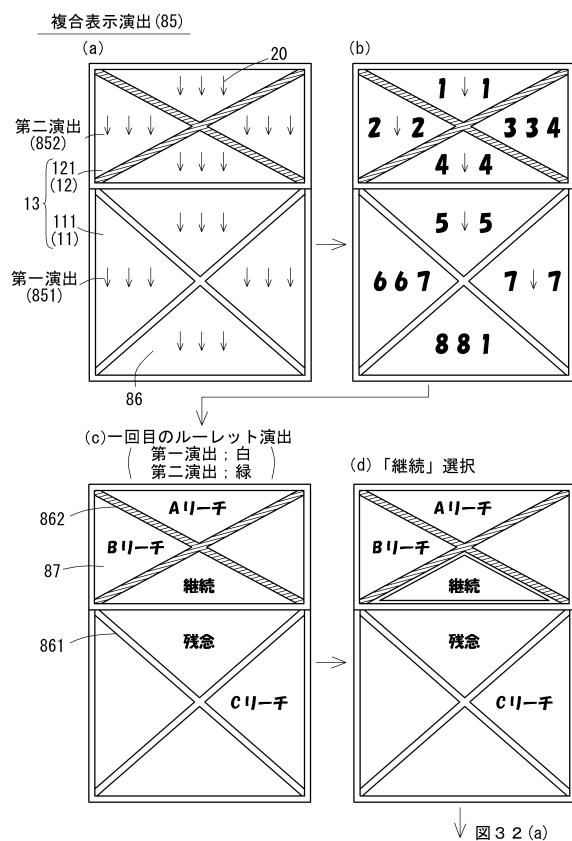 複合表示演出(85)
(a)
20
第二演出
(852)
121
(12)
13
111
(11)
第一演出
(851)
86
(b)
1 1
2 2
3 3 4
4 4
5 5
6 6 7
7 7
8 8 1
(c)一回目のルーレット演出
第一演出;白
第二演出;緑
862
Aリーチ
Bリーチ
87
継続
861
残念
Cリーチ
(d)「継続」選択
Aリーチ
Bリーチ
継続
残念
Cリーチ
図32(a)